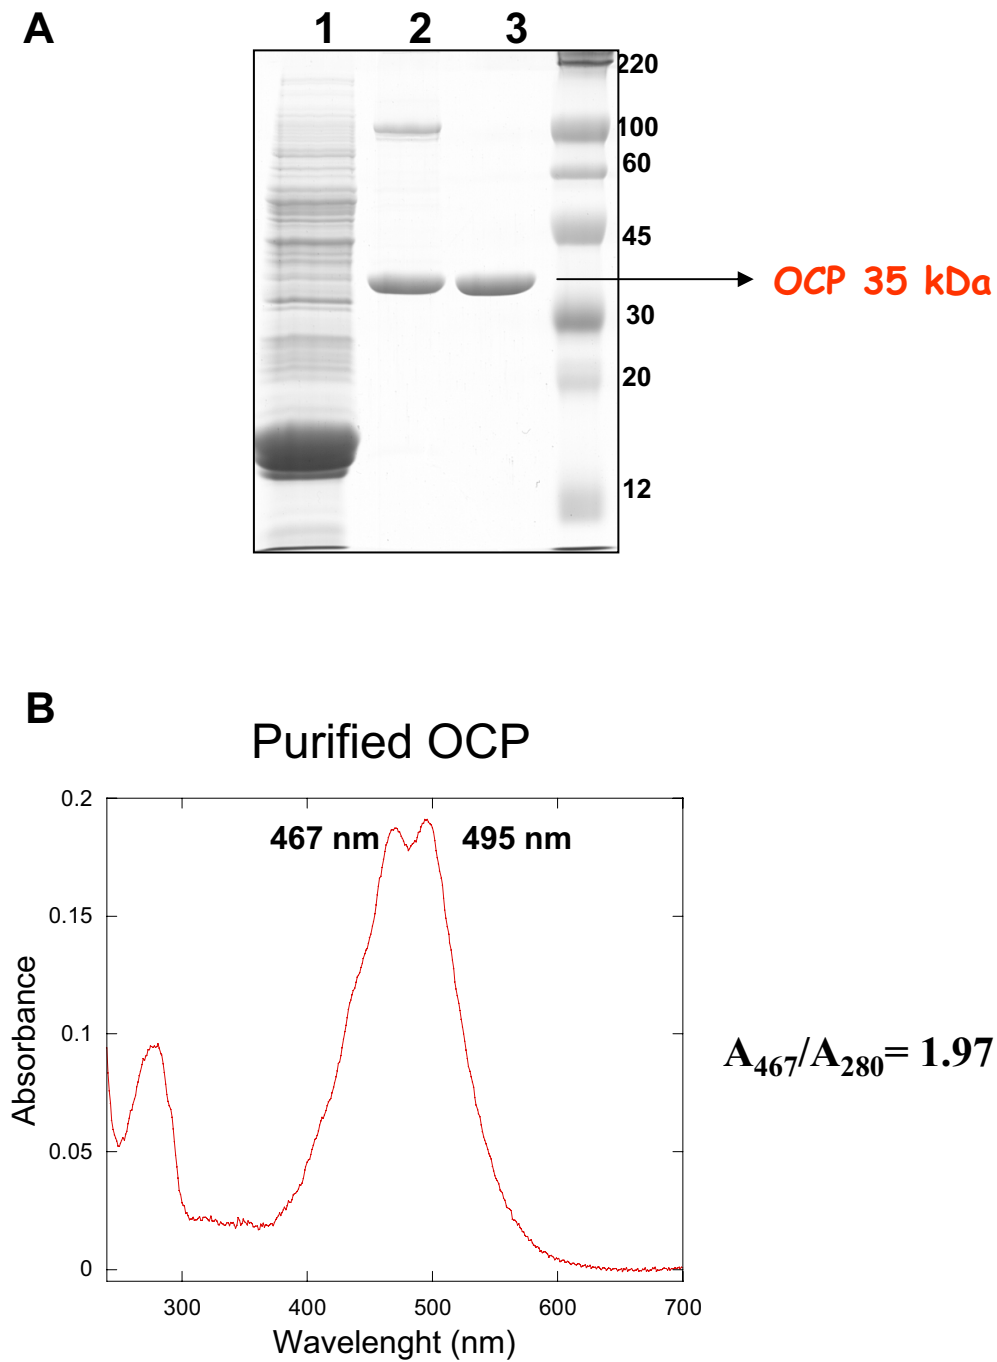 A
1 2 3
220
100
60
45
OCP 35 kDa
30
20
12
B
Purified OCP
0.2
467 nm 495 nm
0.15
0.1
A467/A280= 1.97
0.05
0
Absorbance
300 400 500 600 700
Wavelenght (nm)